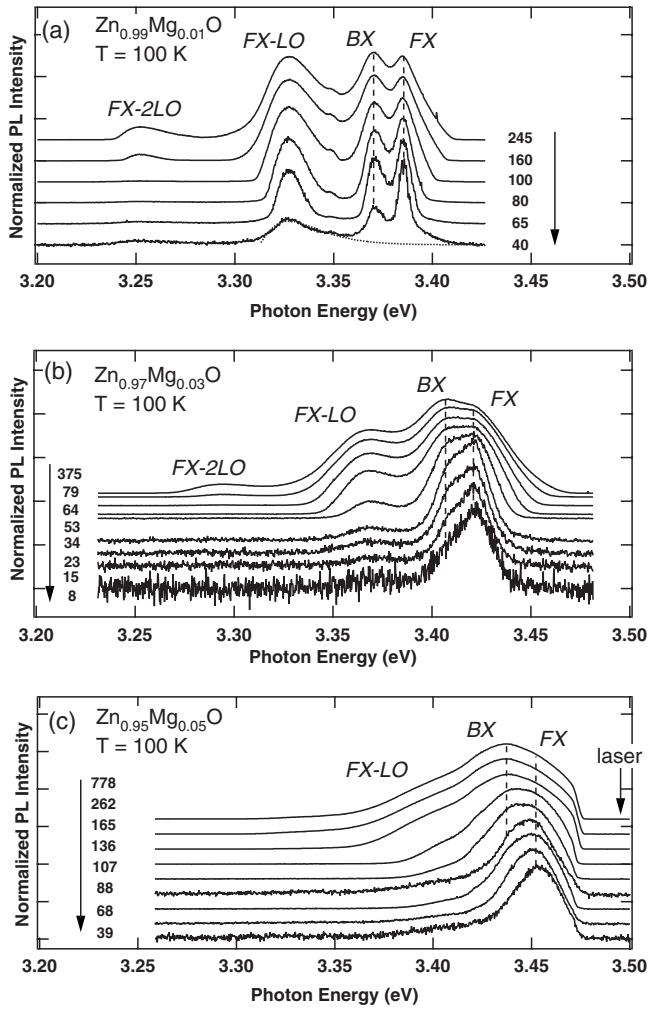 (a)
Zn0.99Mg0.01O
T = 100 K
FX-2LO
FX-LO
BX
FX
245
160
100
80
65
40
Normalized PL Intensity
3.20 3.25 3.30 3.35 3.40 3.45 3.50
Photon Energy (eV)
(b)
Zn0.97Mg0.03O
T = 100 K
FX-2LO
FX-LO
BX
FX
375
79
64
53
34
23
15
8
Normalized PL Intensity
3.20 3.25 3.30 3.35 3.40 3.45 3.50
Photon Energy (eV)
(c)
Zn0.95Mg0.05O
T = 100 K
FX-LO
BX
FX
laser
778
262
165
136
107
88
68
39
Normalized PL Intensity
3.20 3.25 3.30 3.35 3.40 3.45 3.50
Photon Energy (eV)